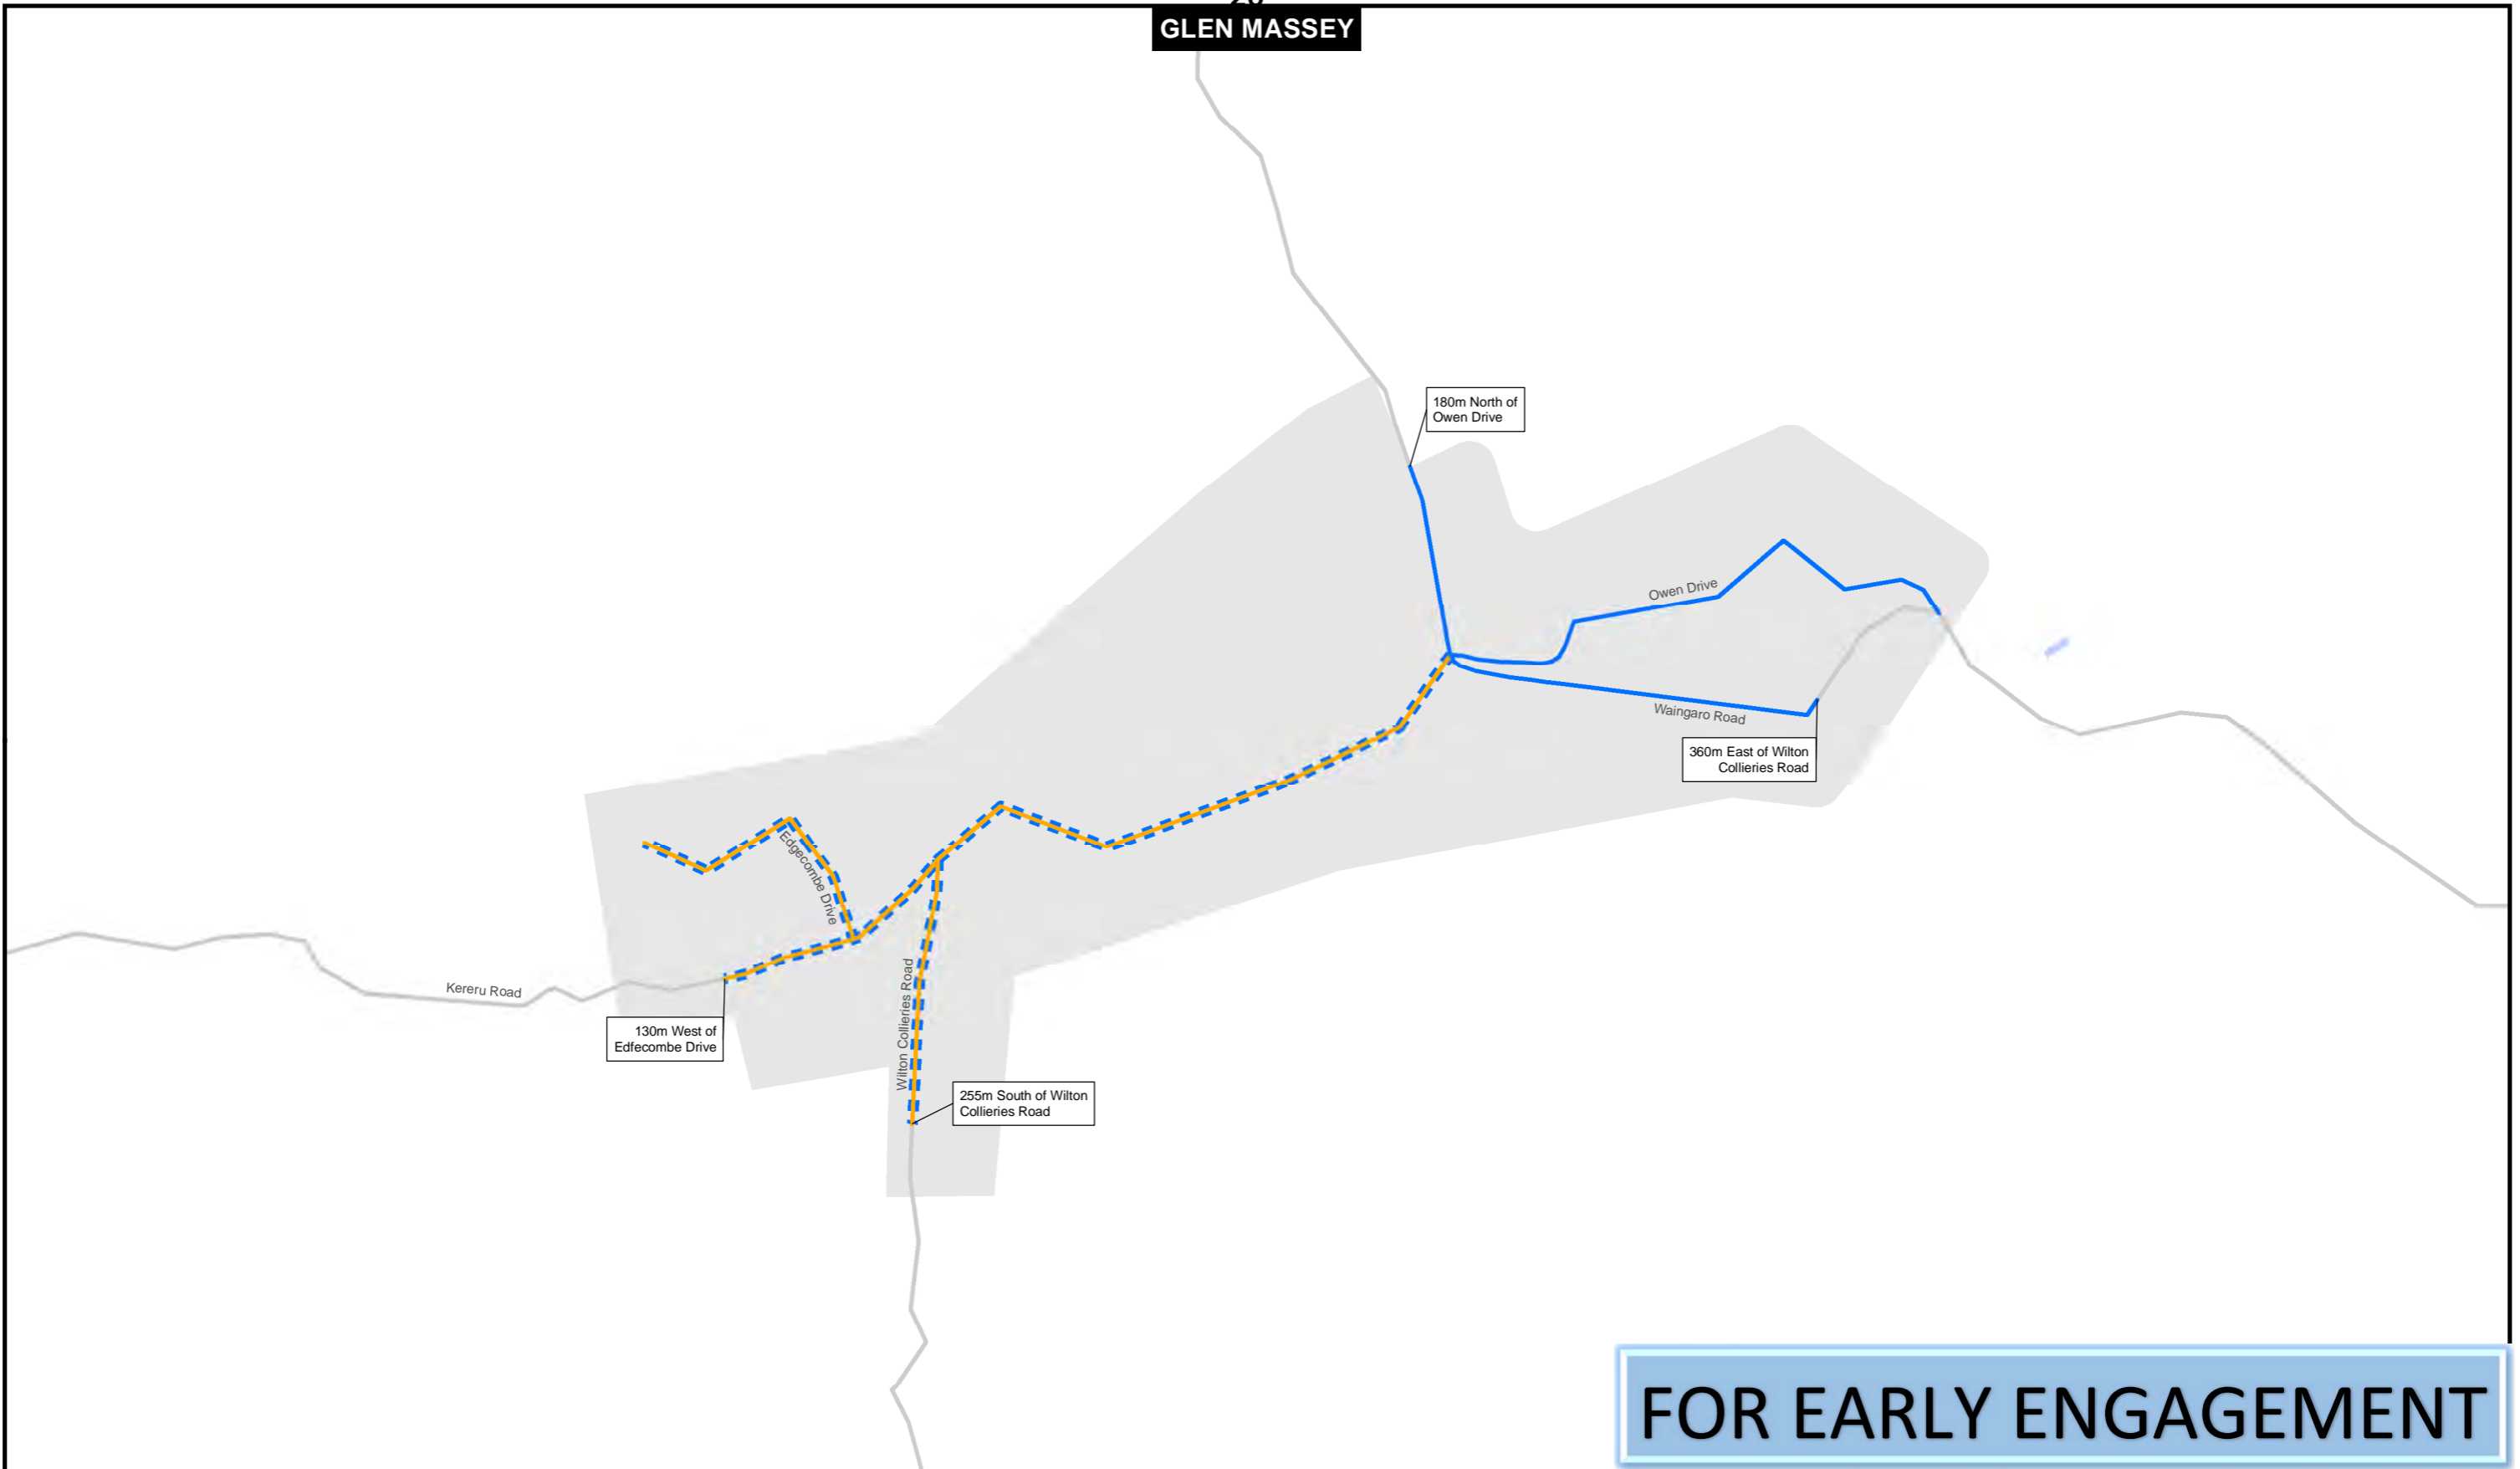 GLEN MASSEY
180m North of
Owen Drive
Owen Drive
Waingaro Road
360m East of Wilton
Collieries Road
Edgecombe Drive
Kereru Road
130m West of
Edfecombe Drive
Wilton Collieries Road
255m South of Wilton
Collieries Road
FOR EARLY ENGAGEMENT